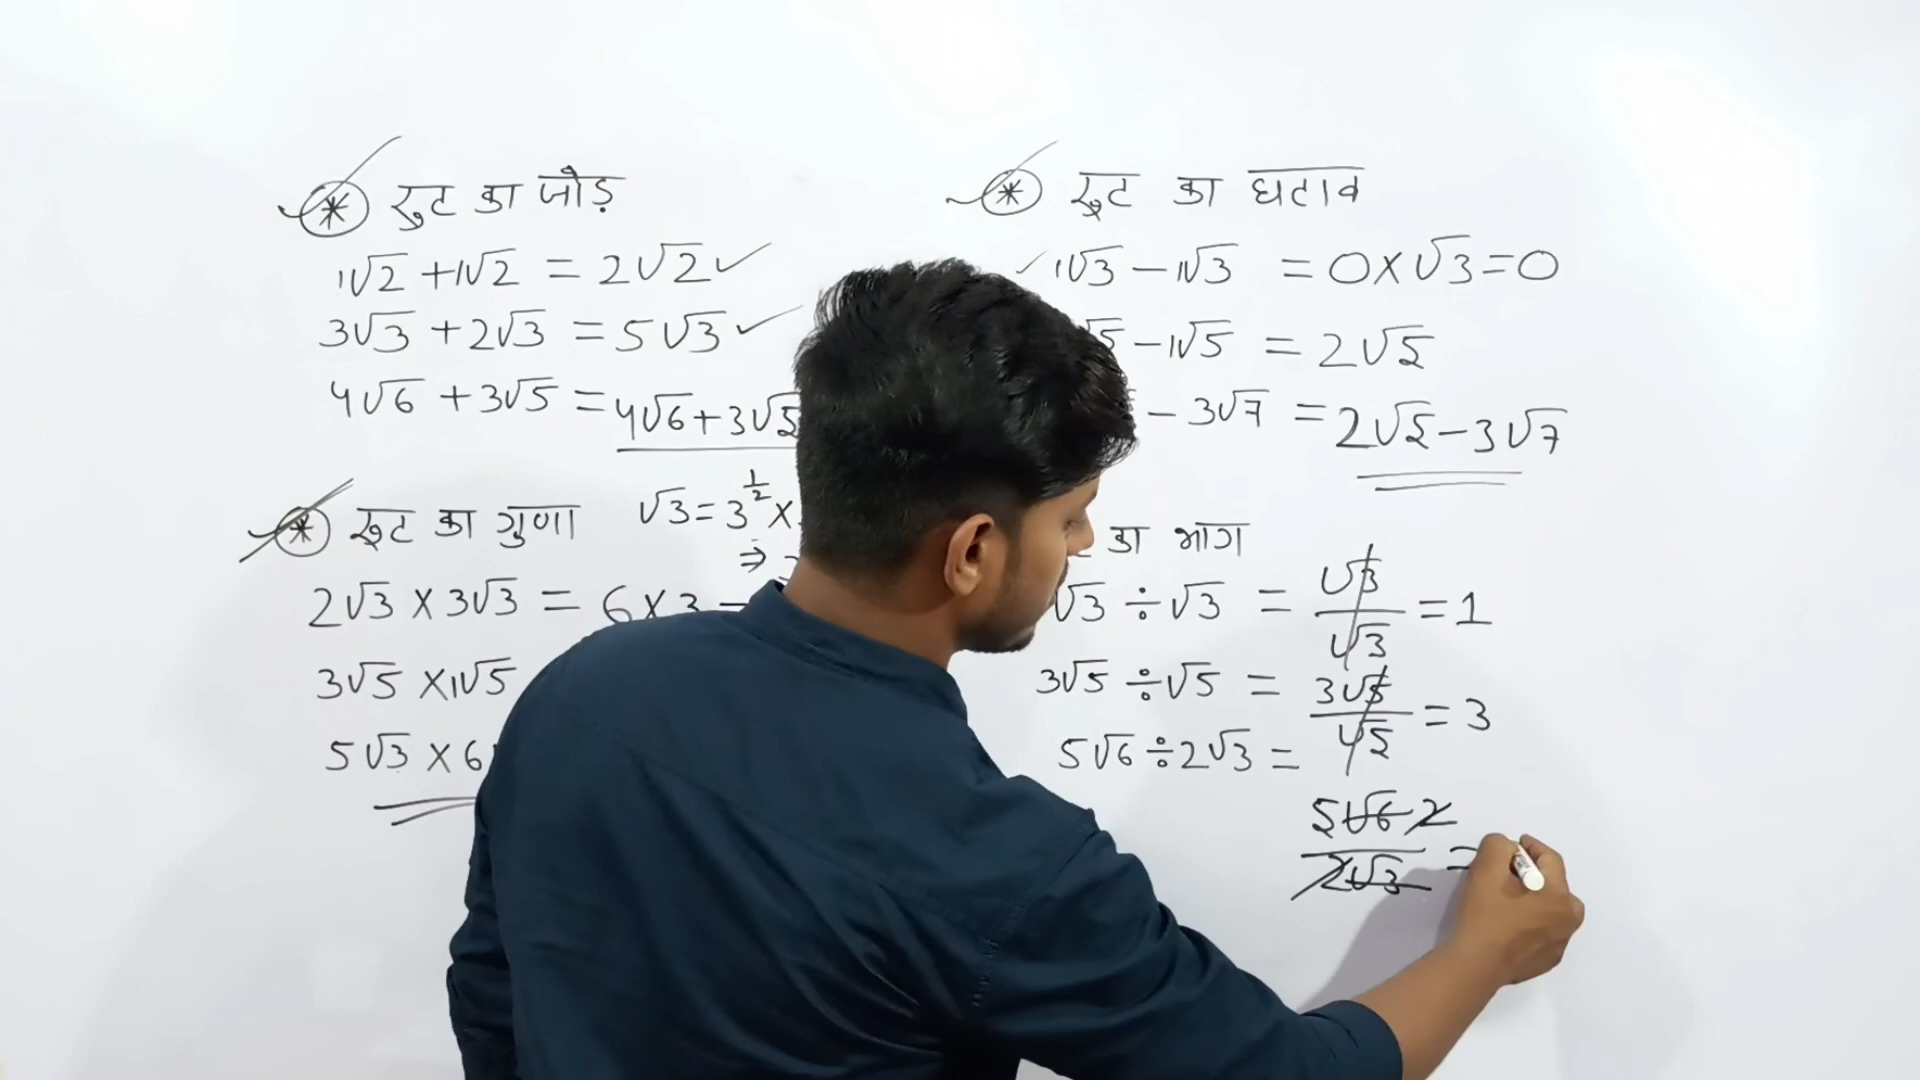 * रुट का जोड़
1√2 + 1√2 = 2√2 ✓
3√3 + 2√3 = 5√3 ✓
4√6 + 3√5 = 4√6 + 3√5
* रुट का गुणा
√3 = 3^(1/2) ×
⇒
2√3 × 3√3 = 6 × 3 =
3√5 × 1√5
5√3 × 6
* रुट का घटाव
✓ 1√3 − 1√3 = 0×√3 = 0
√5 − 1√5 = 2√5
− 3√7 = 2√5 − 3√7
का भाग
√3 ÷ √3 = √3/√3 = 1
3√5 ÷ √5 = 3√5/√5 = 3
5√6 ÷ 2√3 =
5√6 2/2√3 =